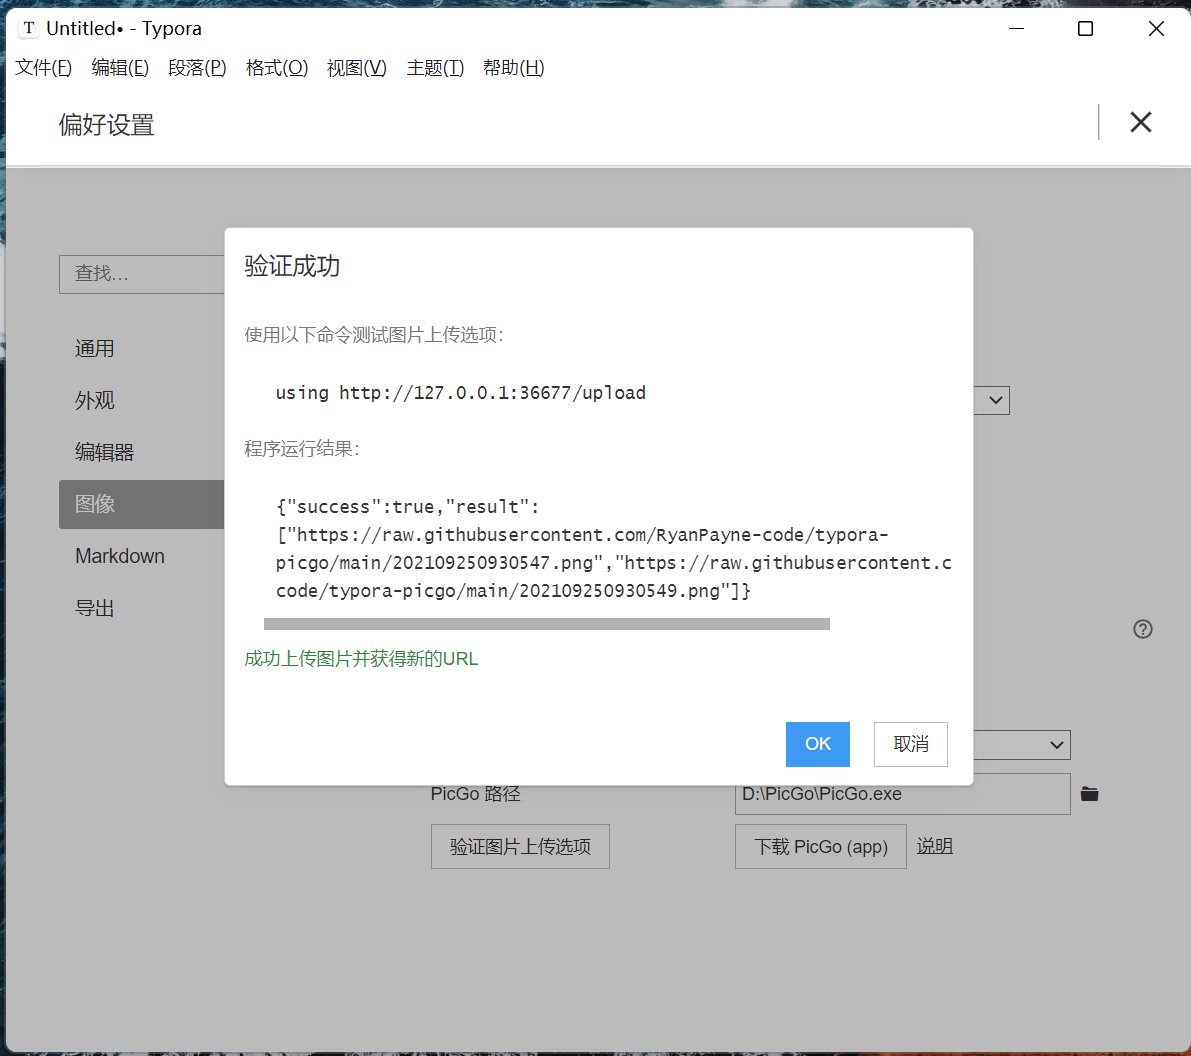 Untitled• - Typora
文件(F) 编辑(E) 段落(P) 格式(O) 视图(V) 主题(T) 帮助(H)
偏好设置
查找...
通用
外观
编辑器
图像
Markdown
导出
验证成功
使用以下命令测试图片上传选项：
using http://127.0.0.1:36677/upload
程序运行结果：
{"success":true,"result":
["https://raw.githubusercontent.com/RyanPayne-code/typora-
picgo/main/202109250930547.png","https://raw.githubusercontent.c
code/typora-picgo/main/202109250930549.png"]}
成功上传图片并获得新的URL
OK 取消
PicGo 路径 D:\PicGo\PicGo.exe
验证图片上传选项 下载 PicGo (app) 说明